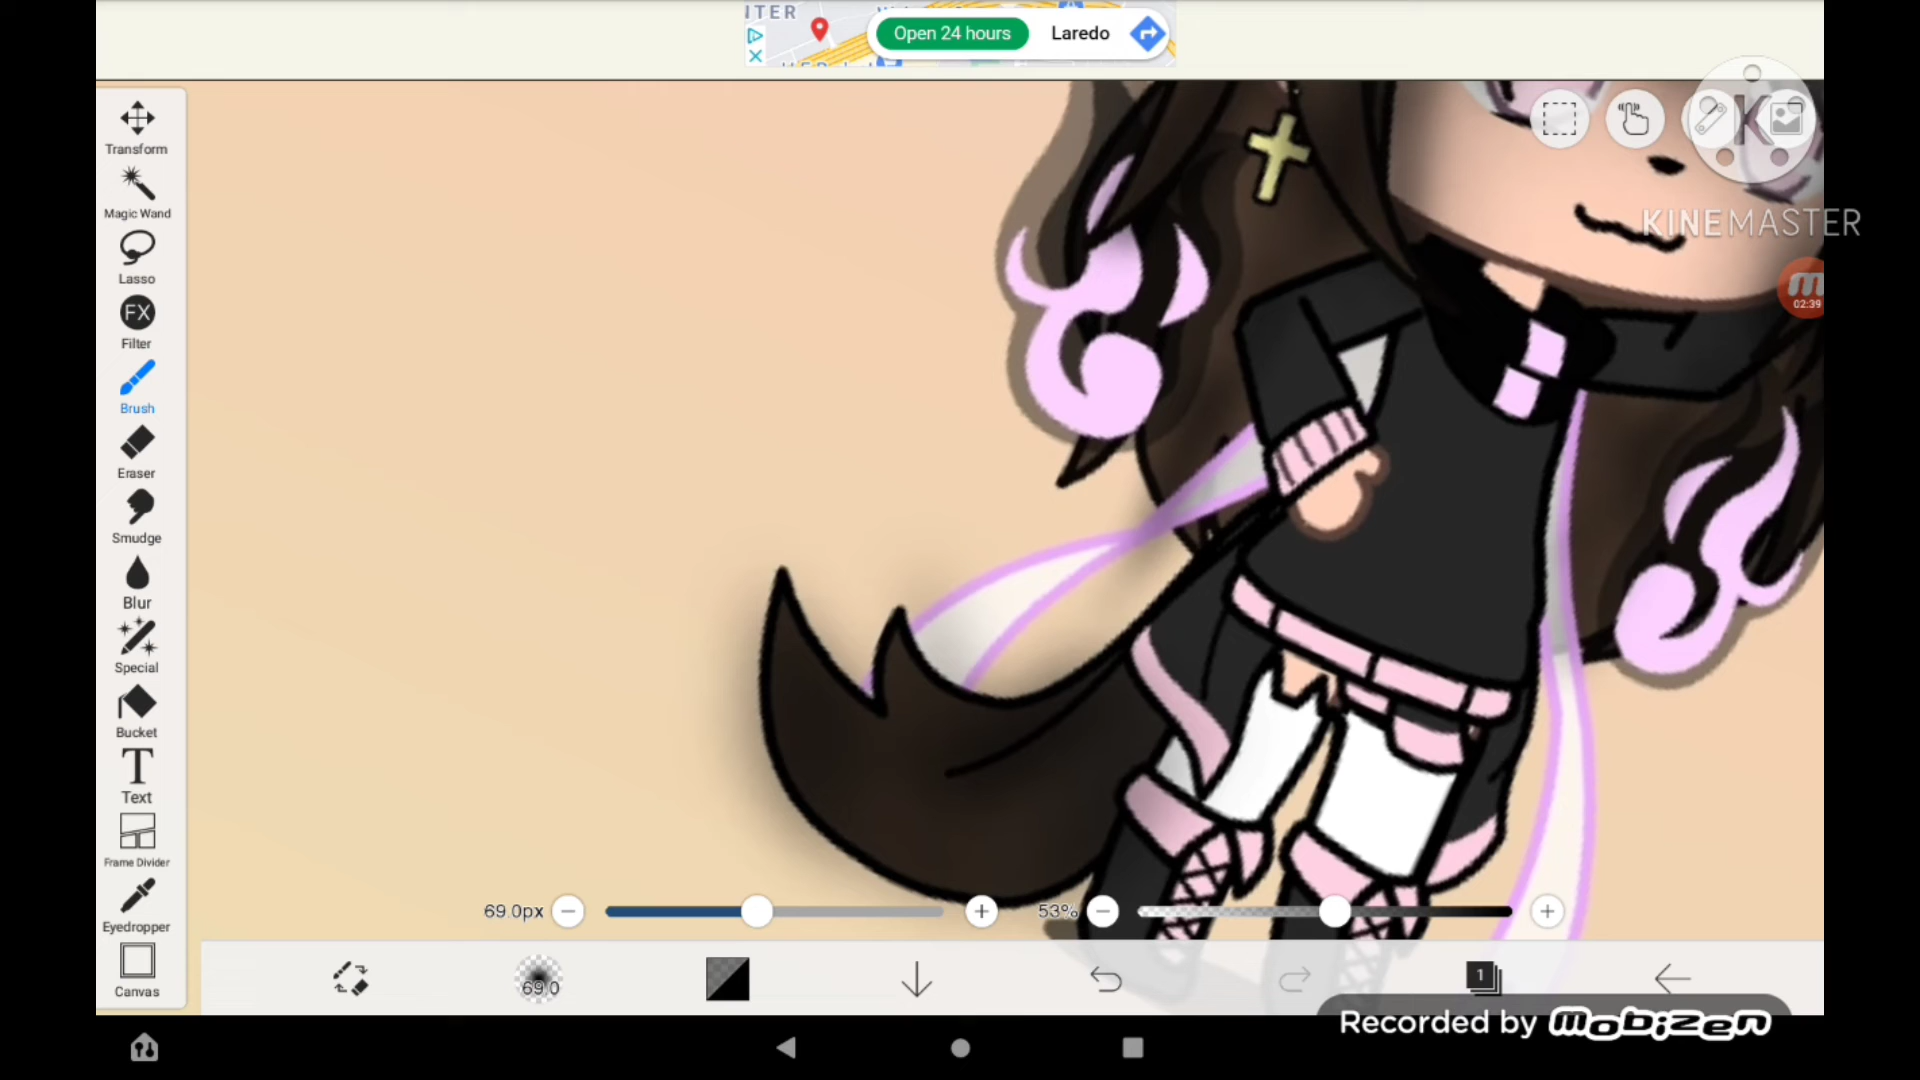 NTER
Open 24 hours
Laredo
Transform
Magic Wand
Lasso
FX
Filter
Brush
Eraser
Smudge
Blur
Special
Bucket
T
Text
Frame Divider
Eyedropper
Canvas
K
KINEMASTER
02:39
69.0px
53%
69.0
1
Recorded by mobizen